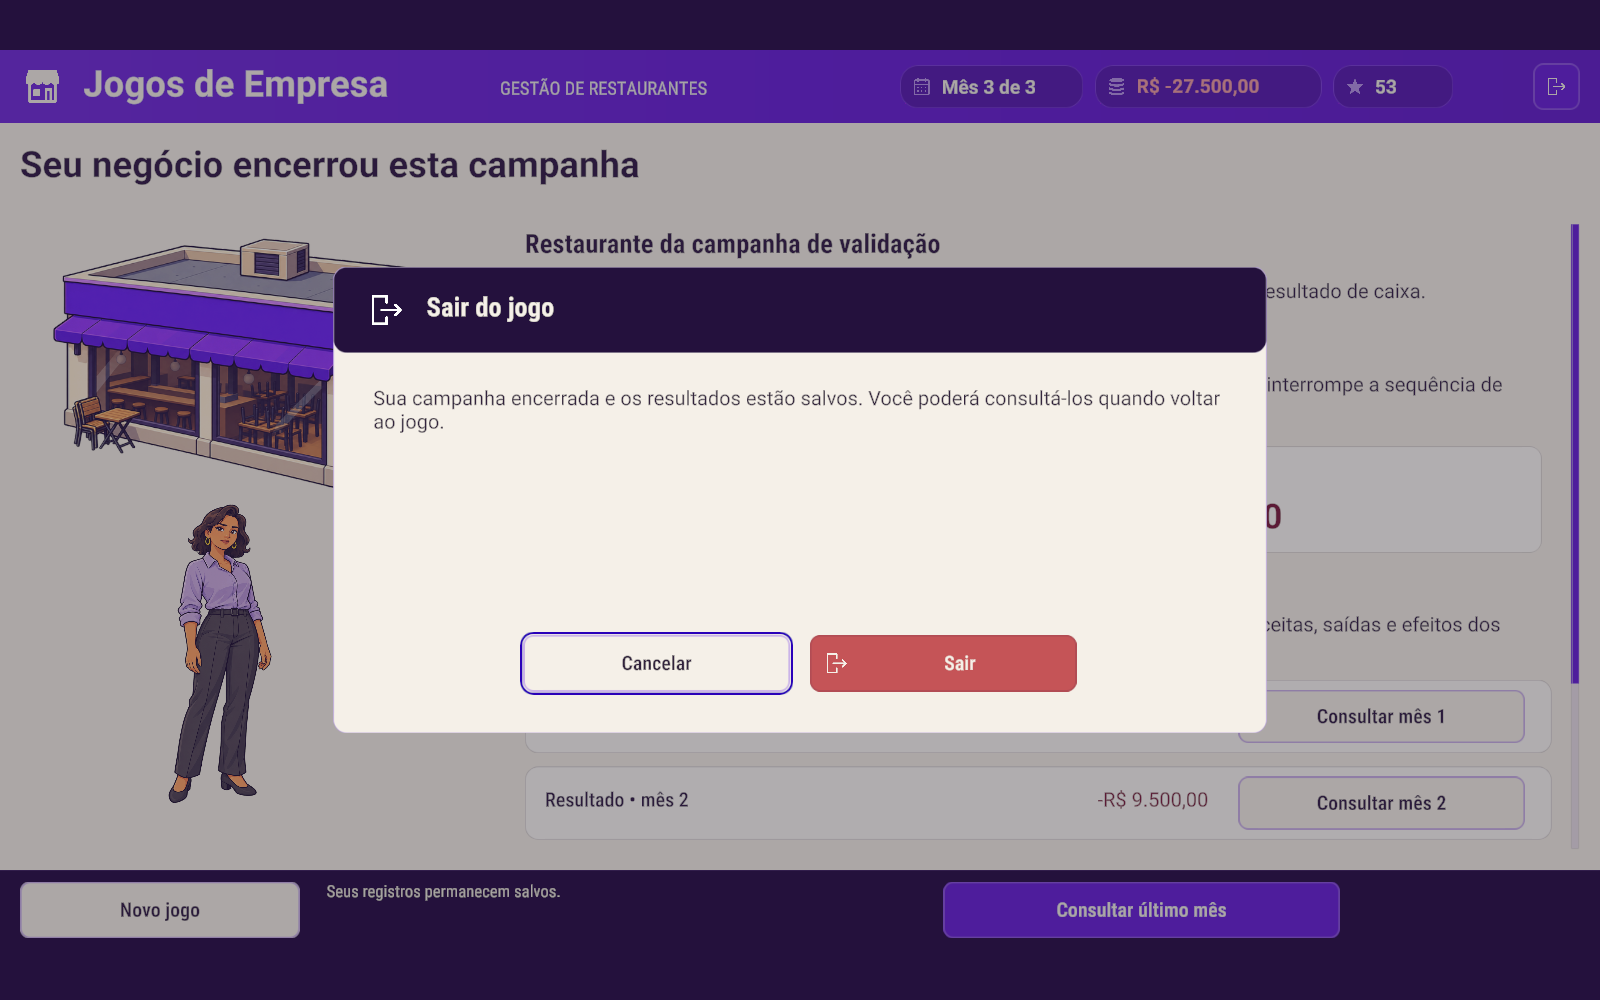 Jogos de Empresa
GESTÃO DE RESTAURANTES
Mês 3 de 3
R$ -27.500,00
53
Seu negócio encerrou esta campanha
Restaurante da campanha de validação
esultado de caixa.
Sair do jogo
interrompe a sequência de
Sua campanha encerrada e os resultados estão salvos. Você poderá consultá-los quando voltar
ao jogo.
0
ceitas, saídas e efeitos dos
Cancelar
Sair
Consultar mês 1
Resultado • mês 2
-R$ 9.500,00
Consultar mês 2
Novo jogo
Seus registros permanecem salvos.
Consultar último mês